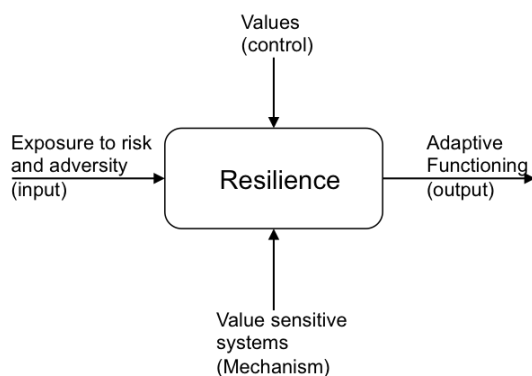 Values
(control)
Exposure to risk
and adversity
(input)
Resilience
Adaptive
Functioning
(output)
Value sensitive
systems
(Mechanism)